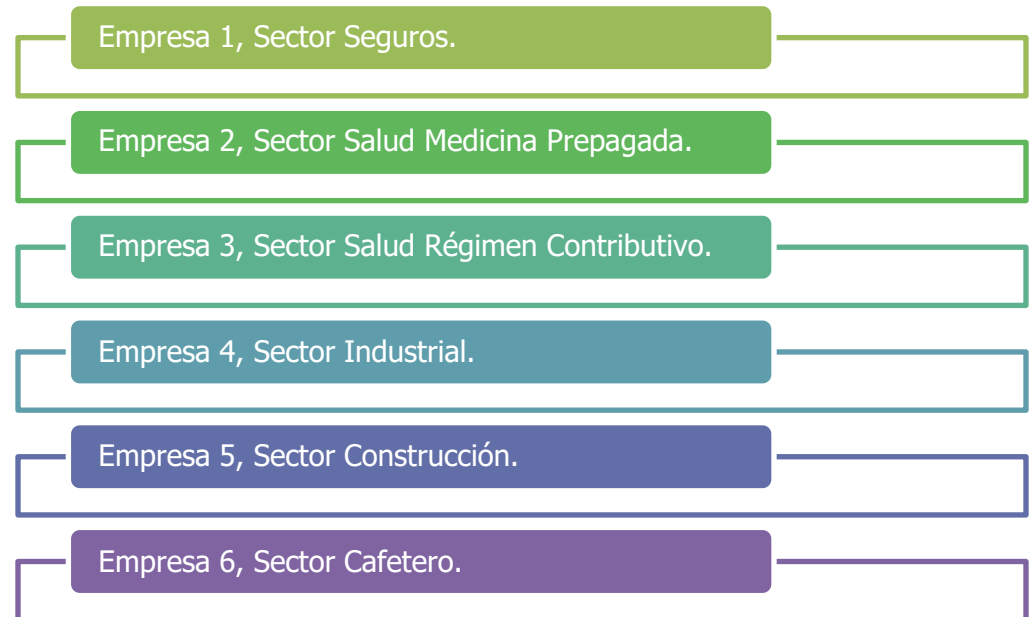 Empresa 1, Sector Seguros.
Empresa 2, Sector Salud Medicina Prepagada.
Empresa 3, Sector Salud Régimen Contributivo.
Empresa 4, Sector Industrial.
Empresa 5, Sector Construcción.
Empresa 6, Sector Cafetero.